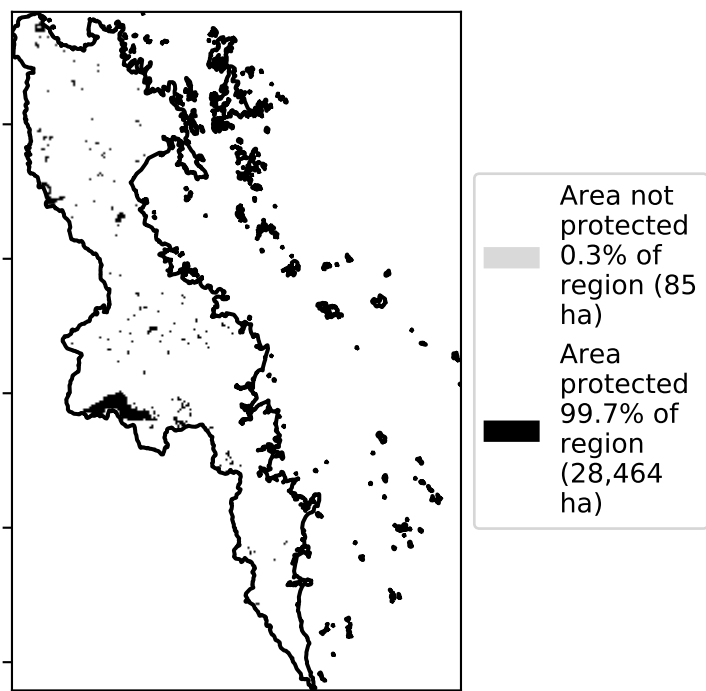 Area not
protected
0.3% of
region (85
ha)
Area
protected
99.7% of
region
(28,464
ha)